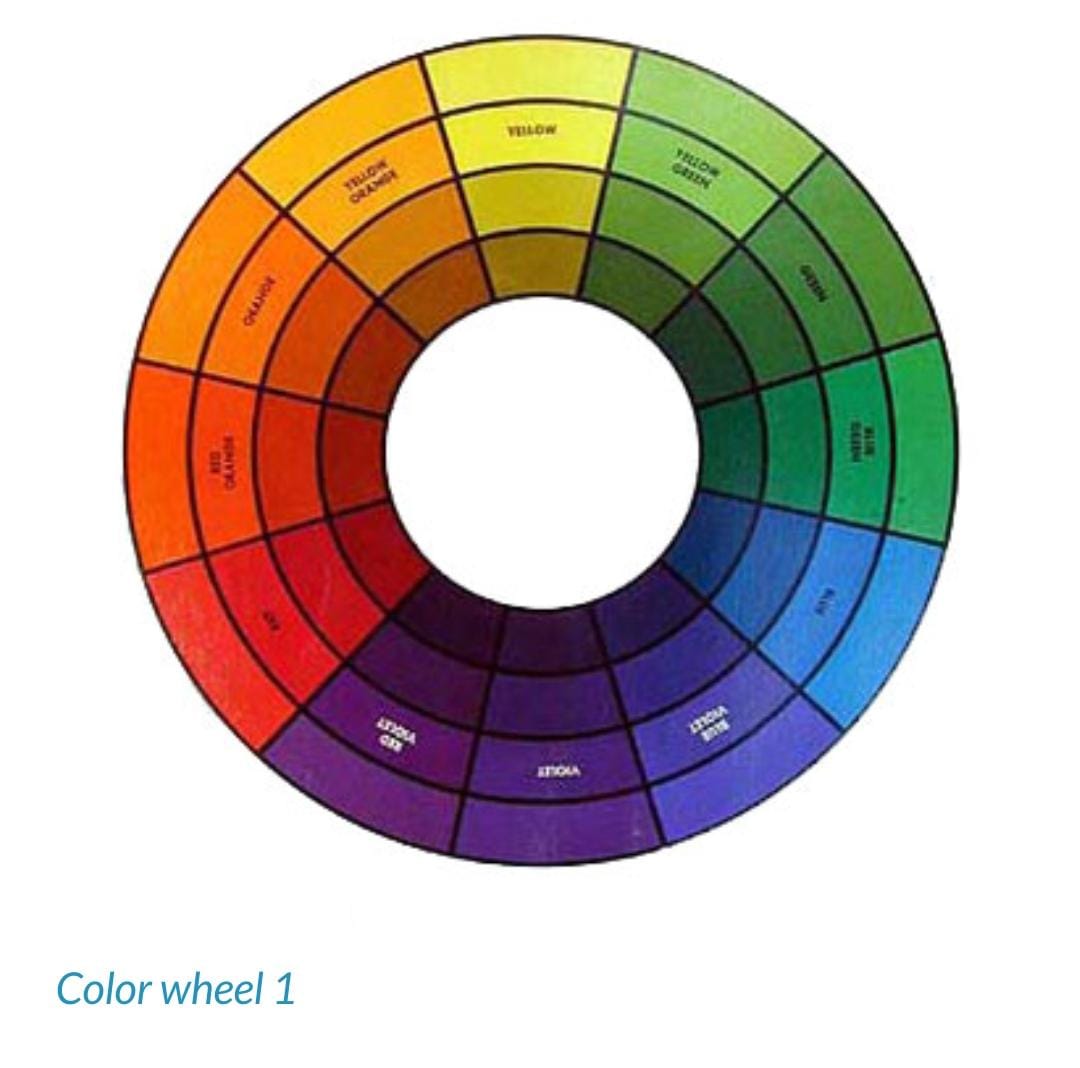 YELLOW
YELLOW
GREEN
GREEN
BLUE
GREEN
BLUE
BLUE
VIOLET
VIOLET
RED
VIOLET
RED
RED
ORANGE
ORANGE
YELLOW
ORANGE
Color wheel 1